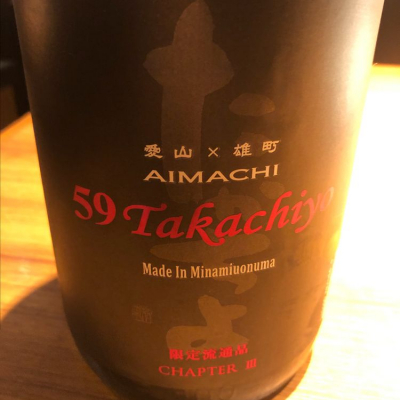 愛山×雄町
AIMACHI
59 Takachiyo
Made In Minamiuonuma
限定流通品
CHAPTER III